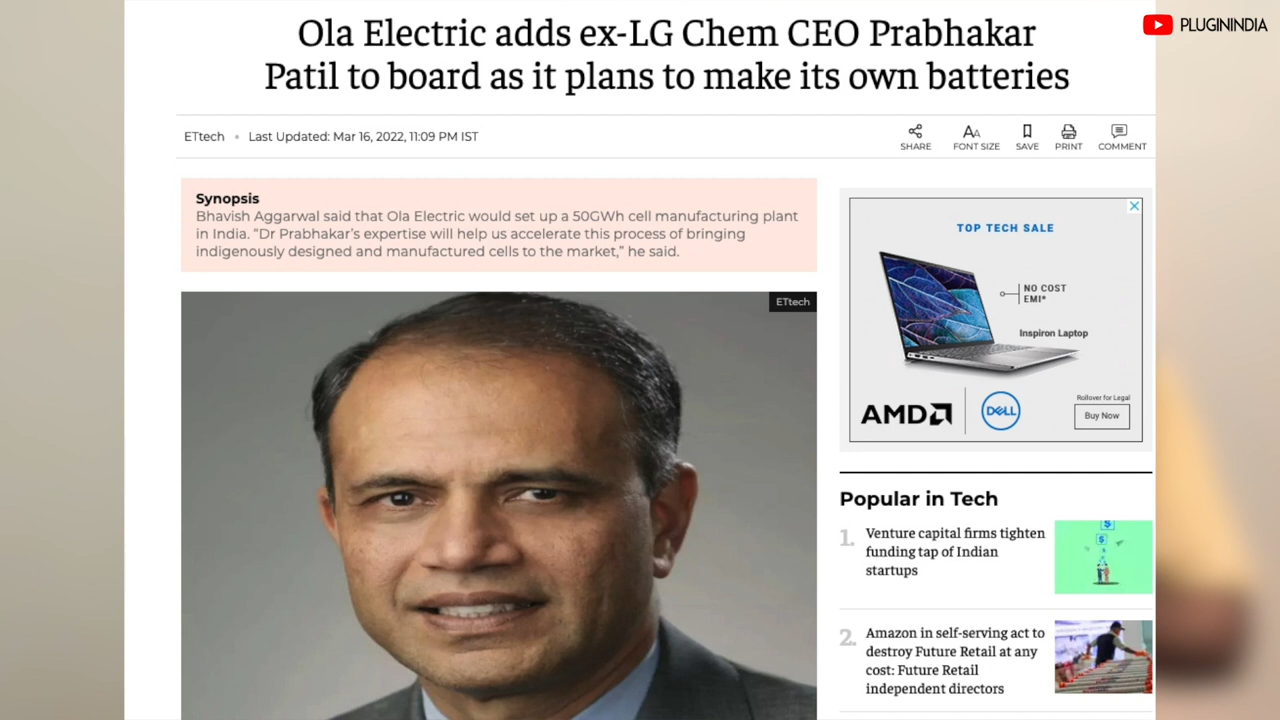 PLUGININDIA
Ola Electric adds ex-LG Chem CEO Prabhakar
Patil to board as it plans to make its own batteries
ETtech • Last Updated: Mar 16, 2022, 11:09 PM IST
SHARE
AA
FONT SIZE
SAVE
PRINT
COMMENT
Synopsis
Bhavish Aggarwal said that Ola Electric would set up a 50GWh cell manufacturing plant
in India. “Dr Prabhakar’s expertise will help us accelerate this process of bringing
indigenously designed and manufactured cells to the market,” he said.
ETtech
TOP TECH SALE
NO COST
EMI*
Inspiron Laptop
AMD
DELL
Rollover for Legal
Buy Now
Popular in Tech
1. Venture capital firms tighten
funding tap of Indian
startups
2. Amazon in self-serving act to
destroy Future Retail at any
cost: Future Retail
independent directors